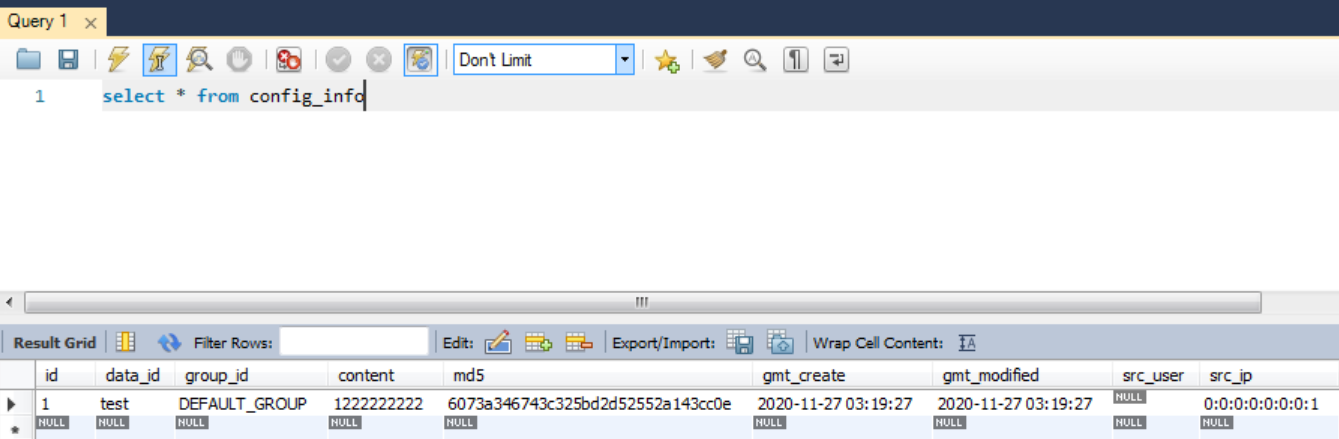 Query 1
Don't Limit
1 select * from config_info
Result Grid Filter Rows: Edit: Export/Import: Wrap Cell Content:
id data_id group_id content md5 gmt_create gmt_modified src_user src_ip
1 test DEFAULT_GROUP 1222222222 6073a346743c325bd2d52552a143cc0e 2020-11-27 03:19:27 2020-11-27 03:19:27 NULL 0:0:0:0:0:0:0:1
NULL NULL NULL NULL NULL NULL NULL NULL NULL